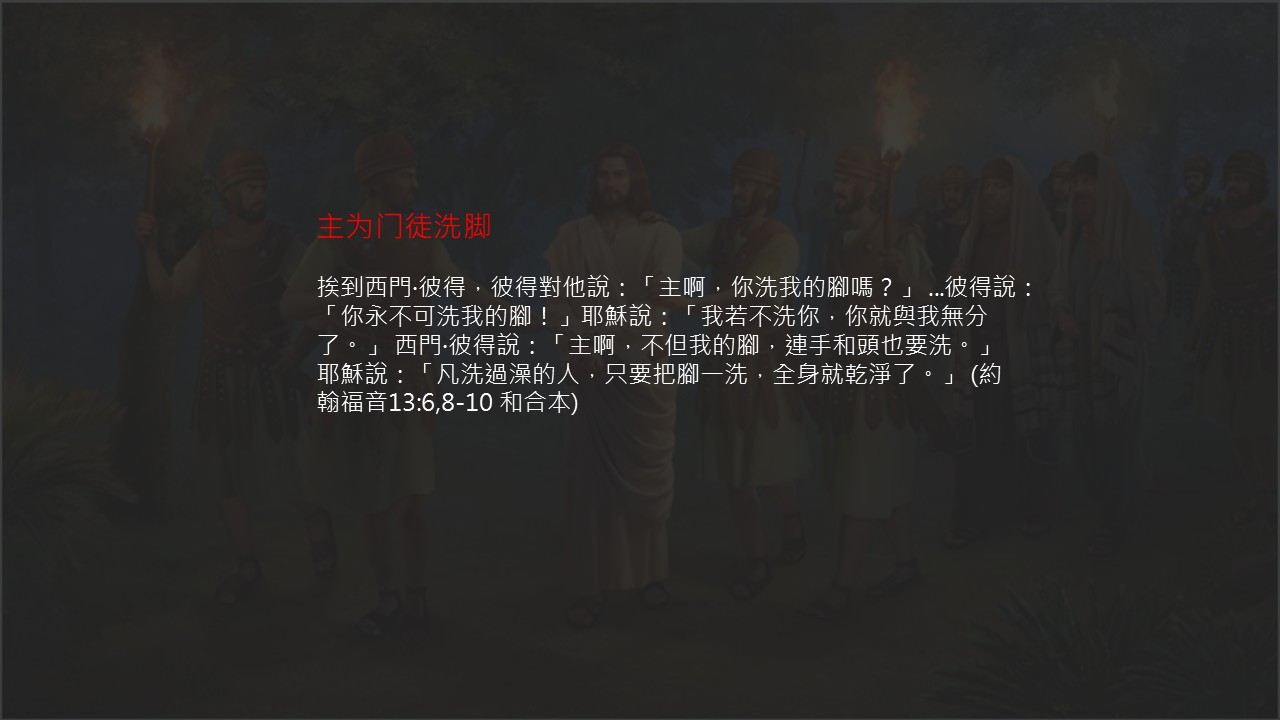 主为门徒洗脚
挨到西門·彼得，彼得對他說：「主啊，你洗我的腳嗎？」...彼得說：
「你永不可洗我的腳！」耶穌說：「我若不洗你，你就與我無分
了。」 西門·彼得說：「主啊，不但我的腳，連手和頭也要洗。」
耶穌說：「凡洗過澡的人，只要把腳一洗，全身就乾淨了。」 (約
翰福音13:6,8-10 和合本)